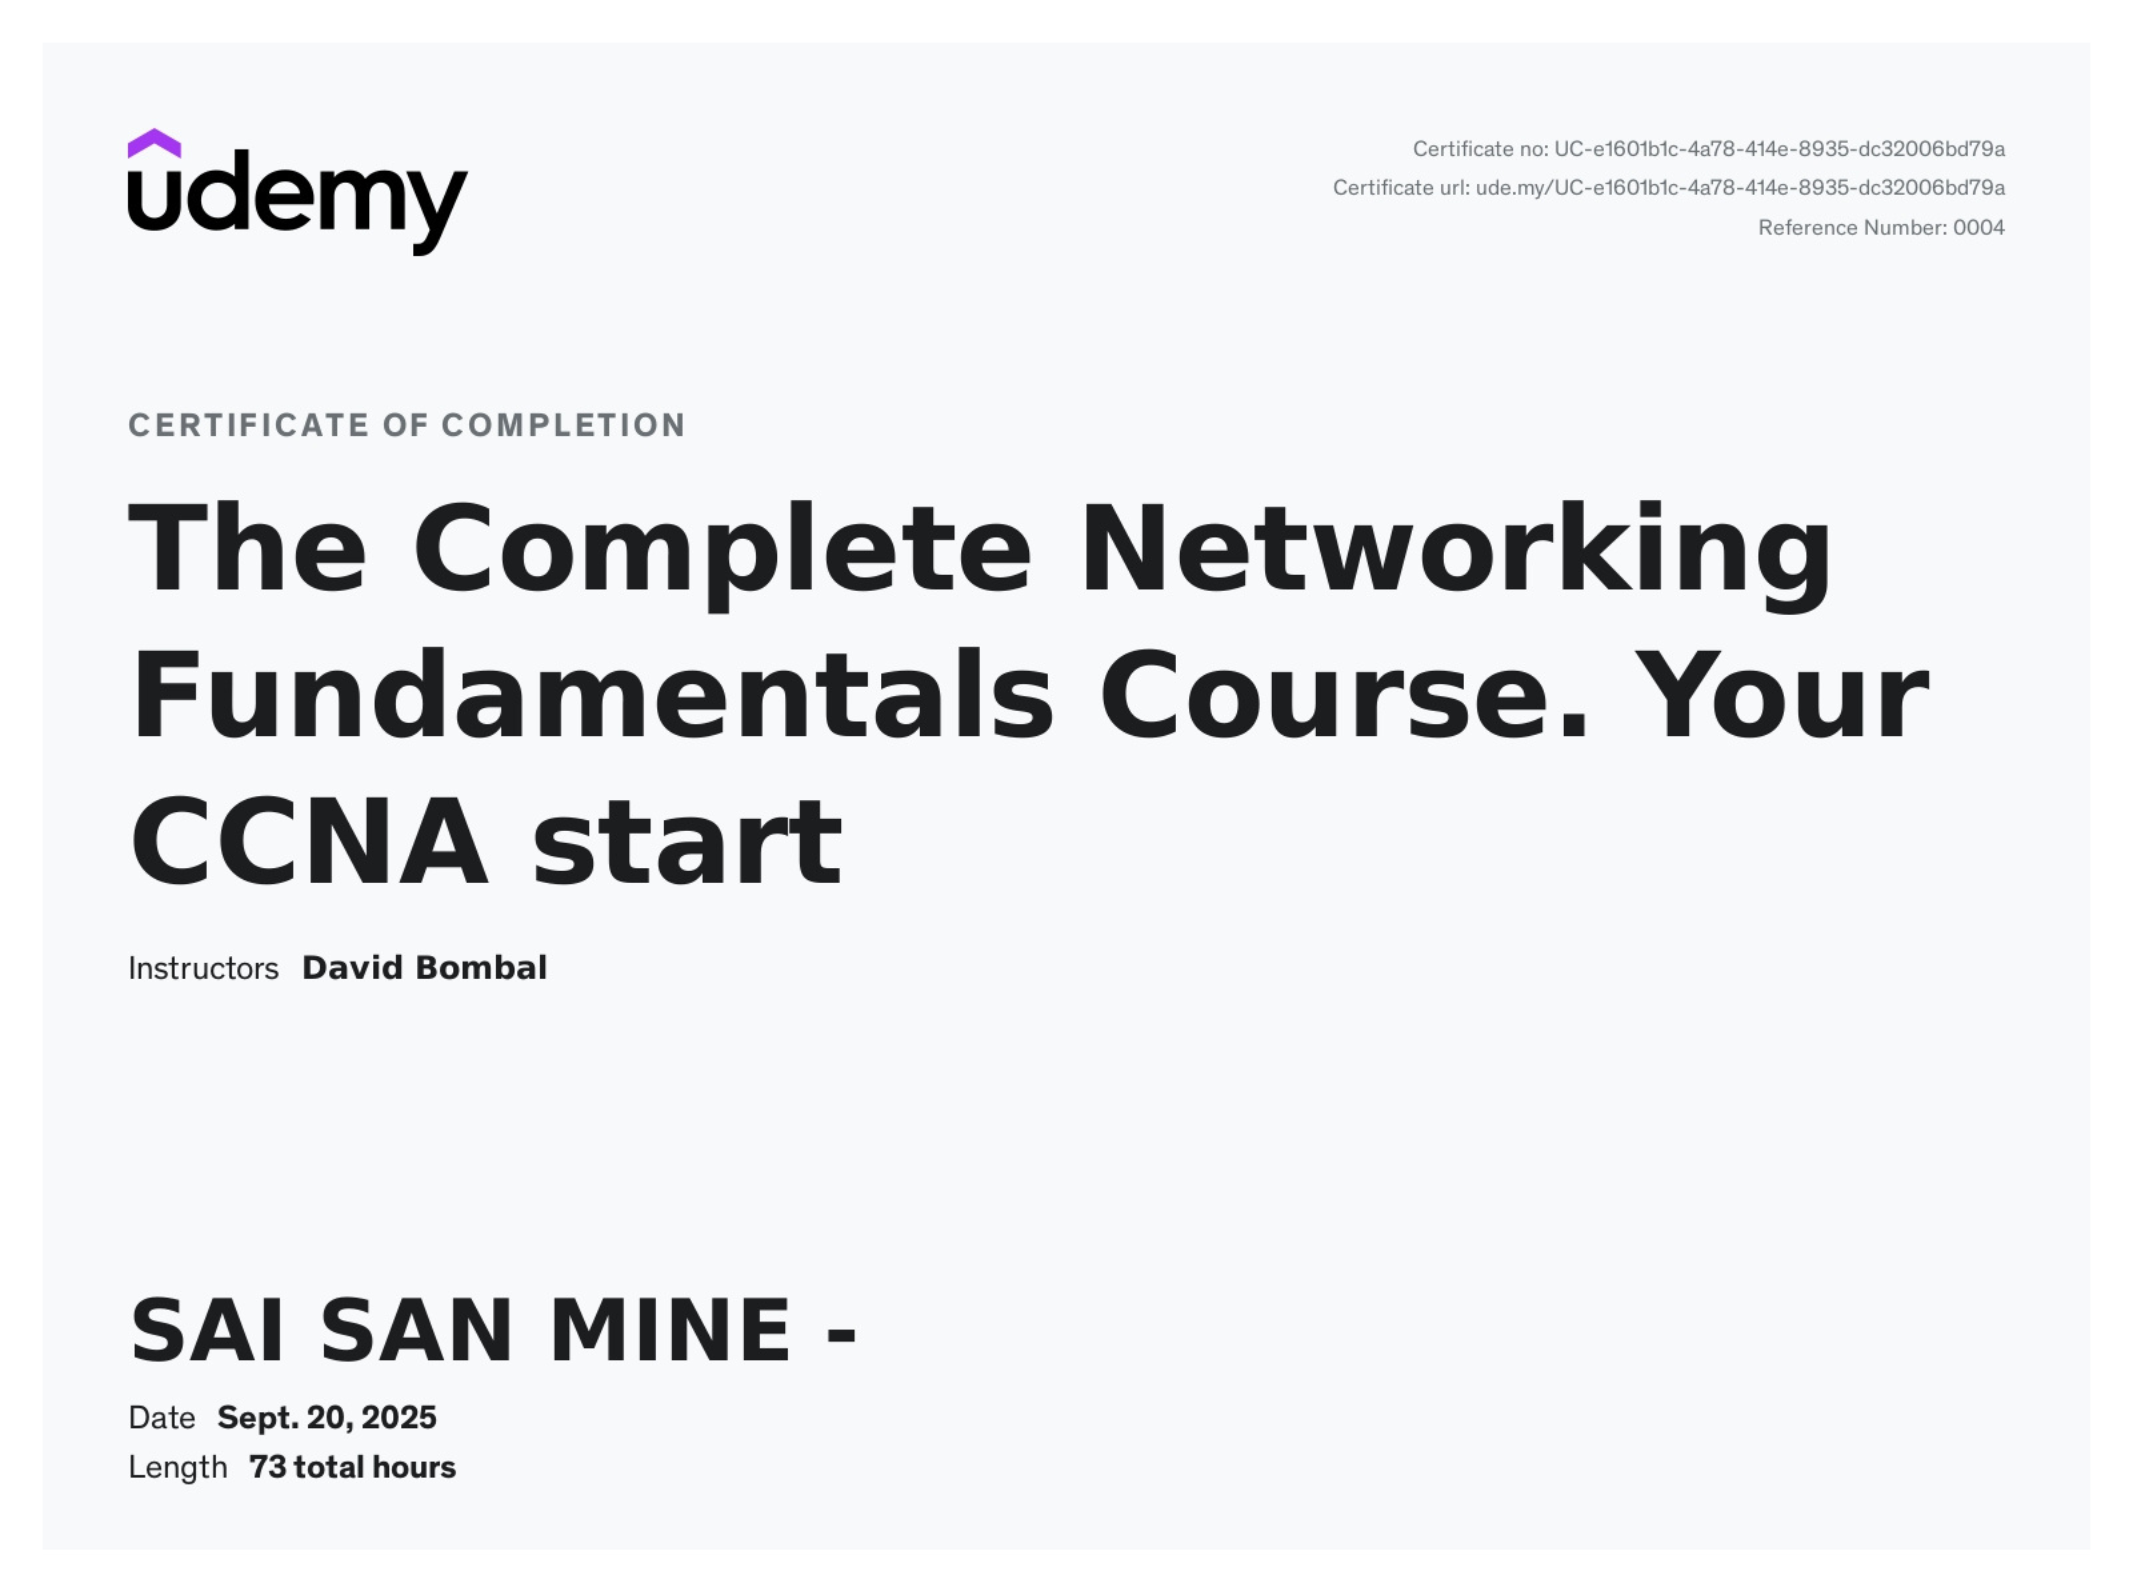 udemy
Certificate no: UC-e1601b1c-4a78-414e-8935-dc32006bd79a
Certificate url: ude.my/UC-e1601b1c-4a78-414e-8935-dc32006bd79a
Reference Number: 0004
CERTIFICATE OF COMPLETION
The Complete Networking
Fundamentals Course. Your
CCNA start
Instructors David Bombal
SAI SAN MINE -
Date Sept. 20, 2025
Length 73 total hours